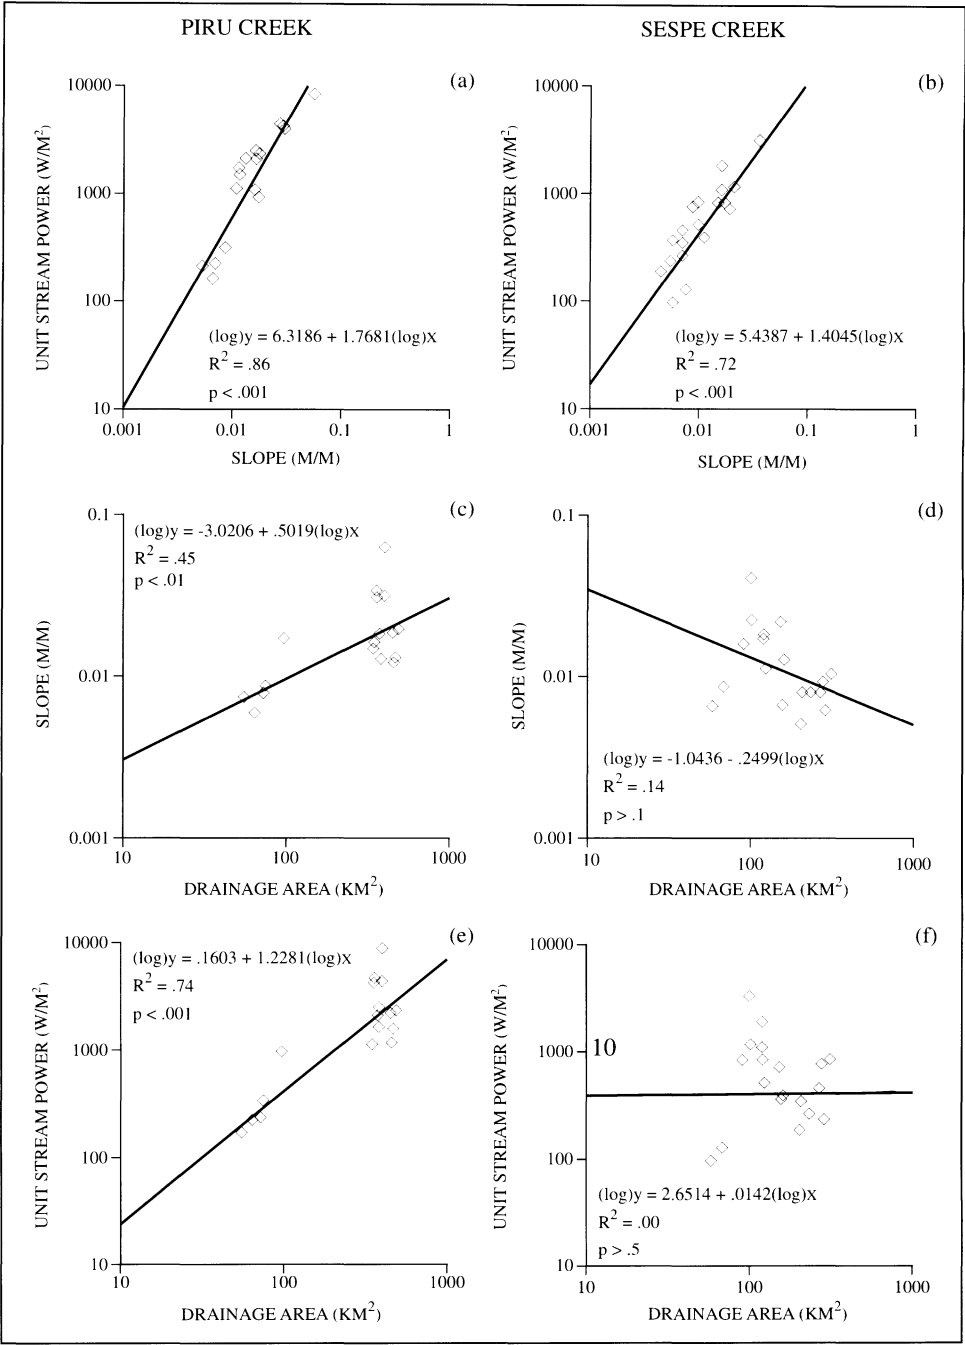 PIRU CREEK
SESPE CREEK
(a)
UNIT STREAM POWER (W/M²)
10000
1000
100
10
(log)y = 6.3186 + 1.7681(log)x
R² = .86
p < .001
0.001
0.01
0.1
1
SLOPE (M/M)
(b)
UNIT STREAM POWER (W/M²)
10000
1000
100
10
(log)y = 5.4387 + 1.4045(log)x
R² = .72
p < .001
0.001
0.01
0.1
1
SLOPE (M/M)
(c)
SLOPE (M/M)
0.1
0.01
0.001
(log)y = -3.0206 + .5019(log)x
R² = .45
p < .01
10
100
1000
DRAINAGE AREA (KM²)
(d)
SLOPE (M/M)
0.1
0.01
0.001
(log)y = -1.0436 - .2499(log)x
R² = .14
p > .1
10
100
1000
DRAINAGE AREA (KM²)
(e)
UNIT STREAM POWER (W/M²)
10000
1000
100
10
(log)y = .1603 + 1.2281(log)x
R² = .74
p < .001
10
100
1000
DRAINAGE AREA (KM²)
(f)
UNIT STREAM POWER (W/M²)
10000
1000
100
10
10
(log)y = 2.6514 + .0142(log)x
R² = .00
p > .5
10
100
1000
DRAINAGE AREA (KM²)